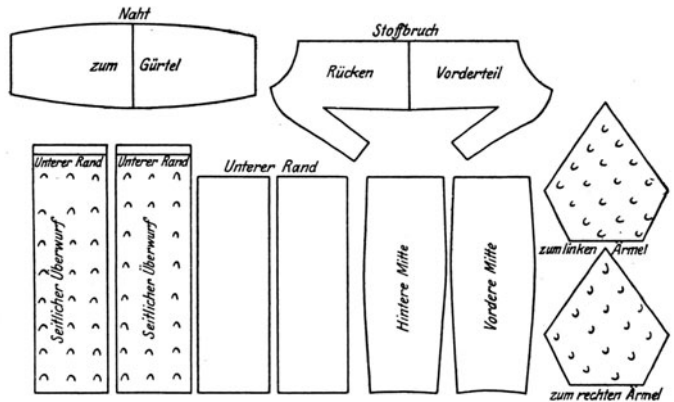 Naht
zum Gürtel
Stoffbruch
Rücken
Vorderteil
Unterer Rand
Unterer Rand
Unterer Rand
Seitlicher Überwurf
Seitlicher Überwurf
Hintere Mitte
Vordere Mitte
zum linken Ärmel
zum rechten Ärmel